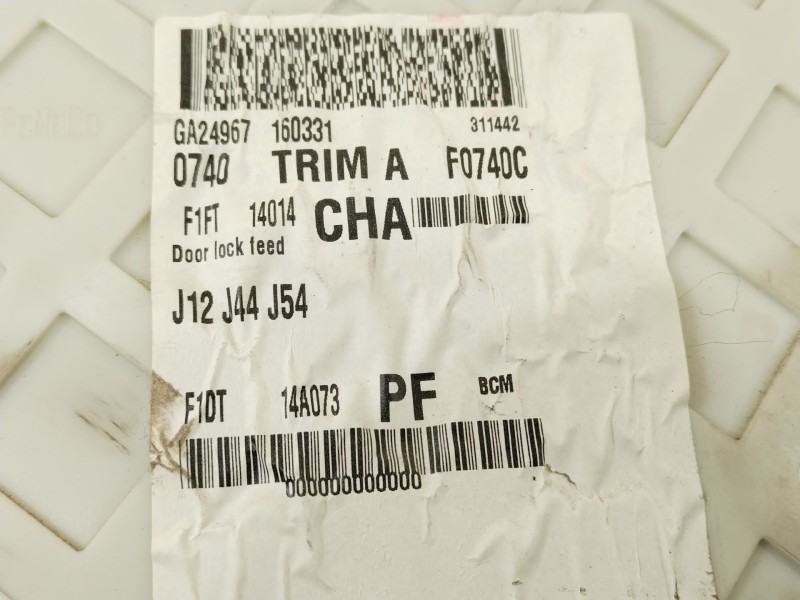 GA24967 160331 311442
0740 TRIM A F0740C
F1FT 14014 CHA
Door lock feed
J12 J44 J54
F1DT 14A073 PF BCM
000000000000